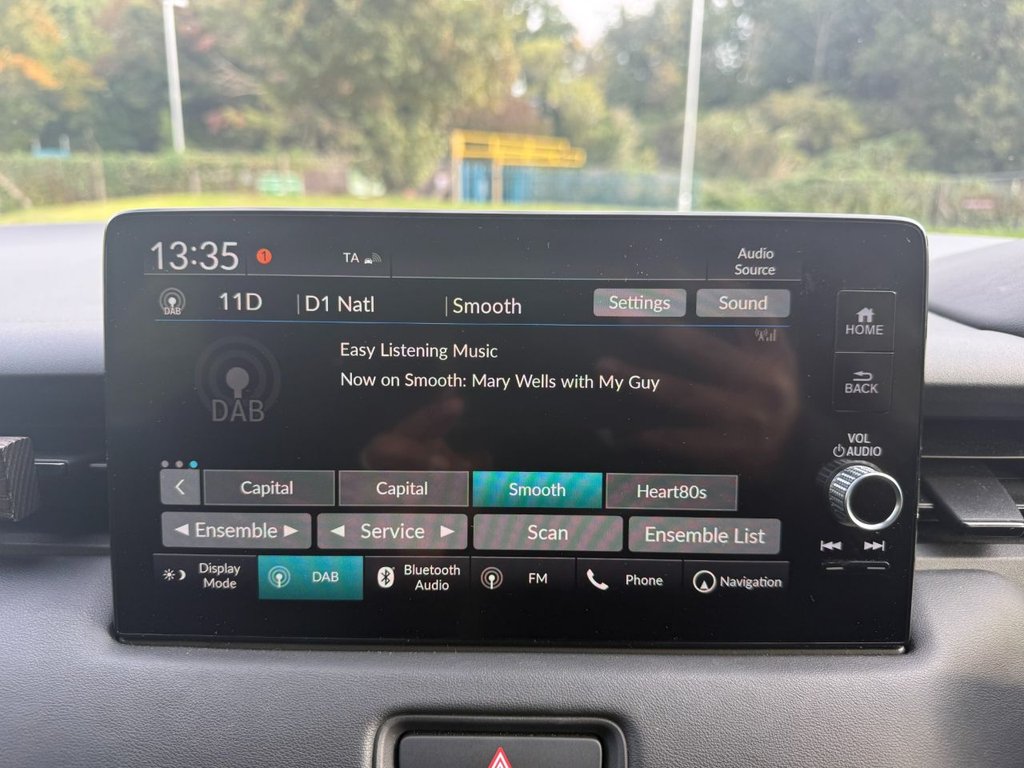 13:35 1 TA Audio
Source
DAB 11D D1 Natl Smooth Settings Sound
HOME
Easy Listening Music
Now on Smooth: Mary Wells with My Guy
BACK
DAB
VOL
AUDIO
Capital Capital Smooth Heart80s
Ensemble Service Scan Ensemble List
Display
Mode
DAB
Bluetooth
Audio
FM
Phone
Navigation